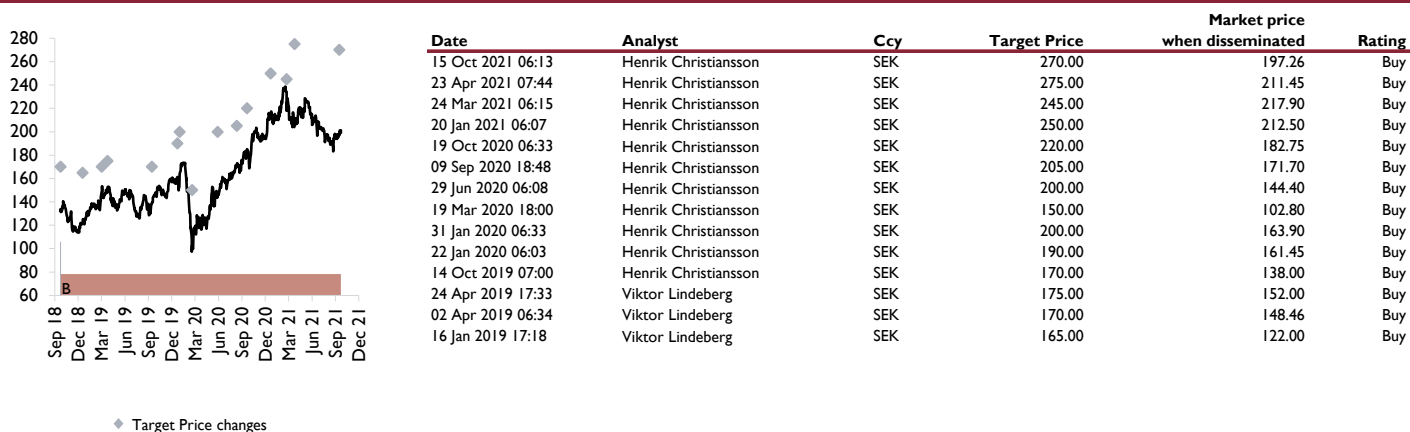 280
260
240
220
200
180
160
140
120
100
80
60
B
Sep 18
Dec 18
Mar 19
Jun 19
Sep 19
Dec 19
Mar 20
Jun 20
Sep 20
Dec 20
Mar 21
Jun 21
Sep 21
Dec 21
Target Price changes
Market price
Date Analyst Ccy Target Price when disseminated Rating
15 Oct 2021 06:13 Henrik Christiansson SEK 270.00 197.26 Buy
23 Apr 2021 07:44 Henrik Christiansson SEK 275.00 211.45 Buy
24 Mar 2021 06:15 Henrik Christiansson SEK 245.00 217.90 Buy
20 Jan 2021 06:07 Henrik Christiansson SEK 250.00 212.50 Buy
19 Oct 2020 06:33 Henrik Christiansson SEK 220.00 182.75 Buy
09 Sep 2020 18:48 Henrik Christiansson SEK 205.00 171.70 Buy
29 Jun 2020 06:08 Henrik Christiansson SEK 200.00 144.40 Buy
19 Mar 2020 18:00 Henrik Christiansson SEK 150.00 102.80 Buy
31 Jan 2020 06:33 Henrik Christiansson SEK 200.00 163.90 Buy
22 Jan 2020 06:03 Henrik Christiansson SEK 190.00 161.45 Buy
14 Oct 2019 07:00 Henrik Christiansson SEK 170.00 138.00 Buy
24 Apr 2019 17:33 Viktor Lindeberg SEK 175.00 152.00 Buy
02 Apr 2019 06:34 Viktor Lindeberg SEK 170.00 148.46 Buy
16 Jan 2019 17:18 Viktor Lindeberg SEK 165.00 122.00 Buy